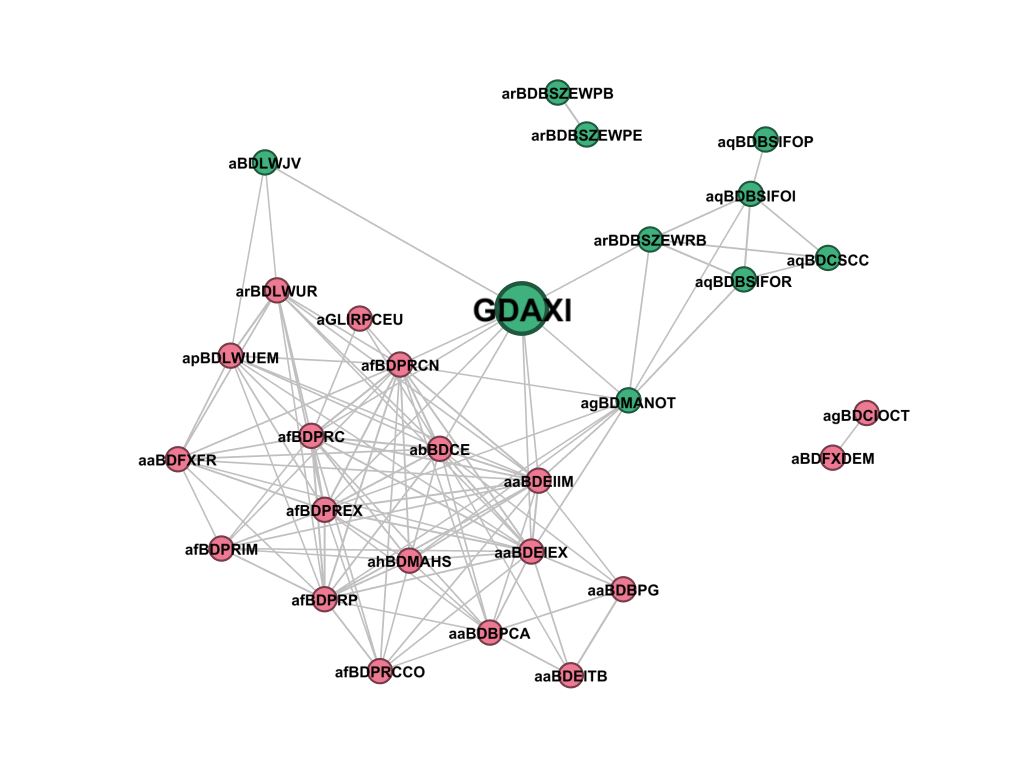 arBDBSZEWPB
arBDBSZEWPE
aqBDBSIFOP
aBDLWJV
aqBDBSIFOI
arBDBSZEWRB
aqBDCSCC
aqBDBSIFOR
arBDLWUR
GDAXI
aGLIRPCEU
apBDLWUEM
afBDPRCN
agBDMANOT
agBDCIOCT
afBDPRC
abBDCE
aaBDFXFR
aBDFXDEM
aaBDEIIM
afBDPREX
afBDPRIM
aaBDEIEX
ahBDMAHS
aaBDBPG
afBDPRP
aaBDBPCA
afBDPRCCO
aaBDEITB